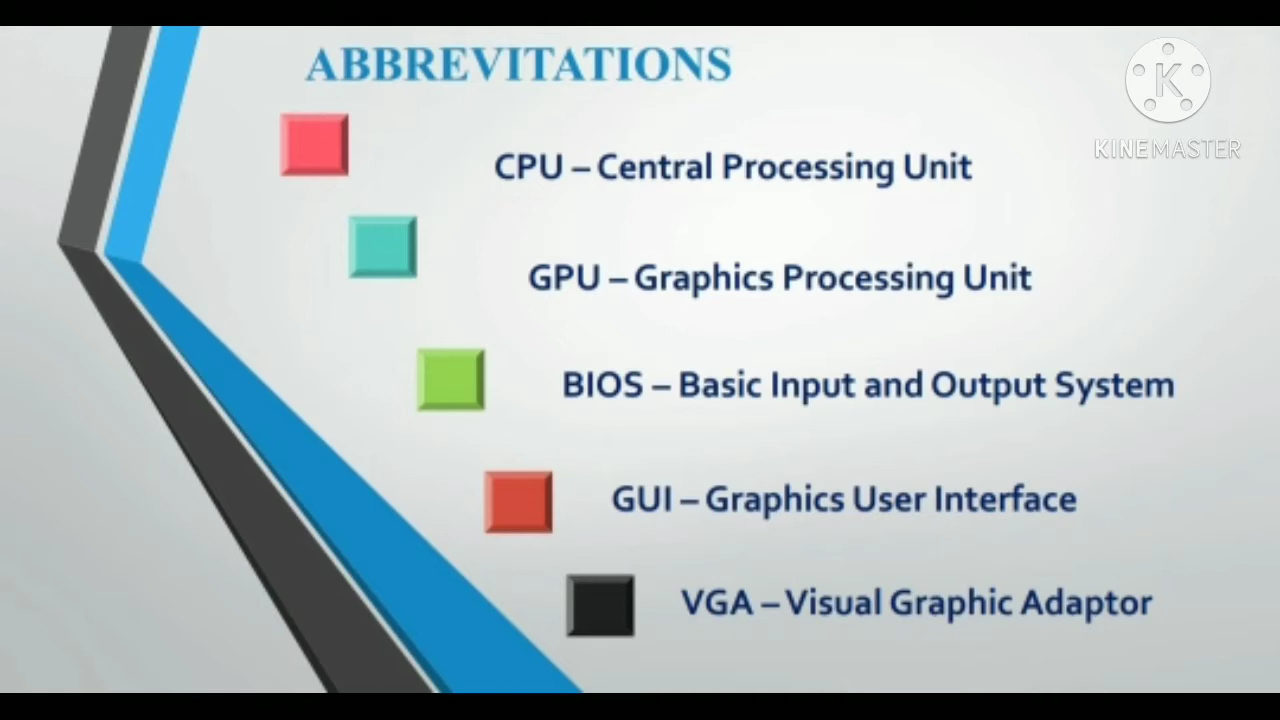 ABBREVITATIONS
K
KINEMASTER
CPU – Central Processing Unit
GPU – Graphics Processing Unit
BIOS – Basic Input and Output System
GUI – Graphics User Interface
VGA – Visual Graphic Adaptor